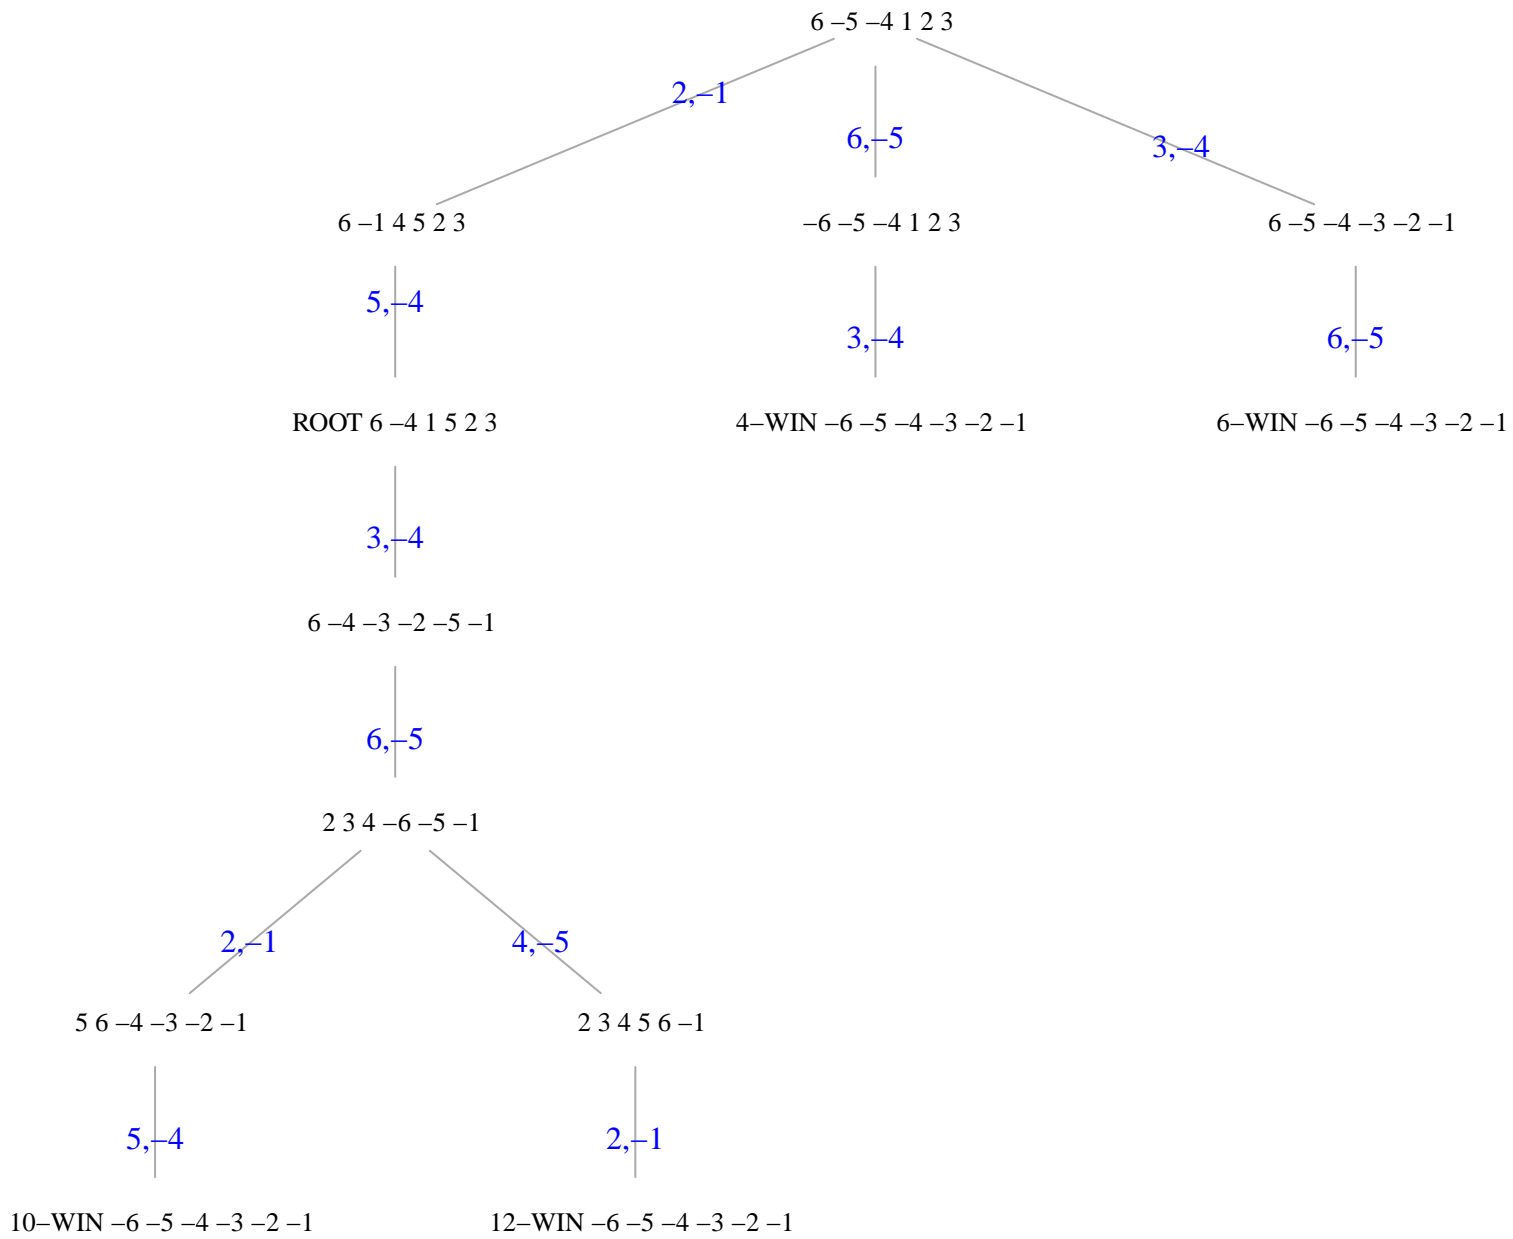 6 –5 –4 1 2 3
2,–1
6,–5
3,–4
6 –1 4 5 2 3
–6 –5 –4 1 2 3
6 –5 –4 –3 –2 –1
5,–4
3,–4
6,–5
ROOT 6 –4 1 5 2 3
4–WIN –6 –5 –4 –3 –2 –1
6–WIN –6 –5 –4 –3 –2 –1
3,–4
6 –4 –3 –2 –5 –1
6,–5
2 3 4 –6 –5 –1
2,–1
4,–5
5 6 –4 –3 –2 –1
2 3 4 5 6 –1
5,–4
2,–1
10–WIN –6 –5 –4 –3 –2 –1
12–WIN –6 –5 –4 –3 –2 –1